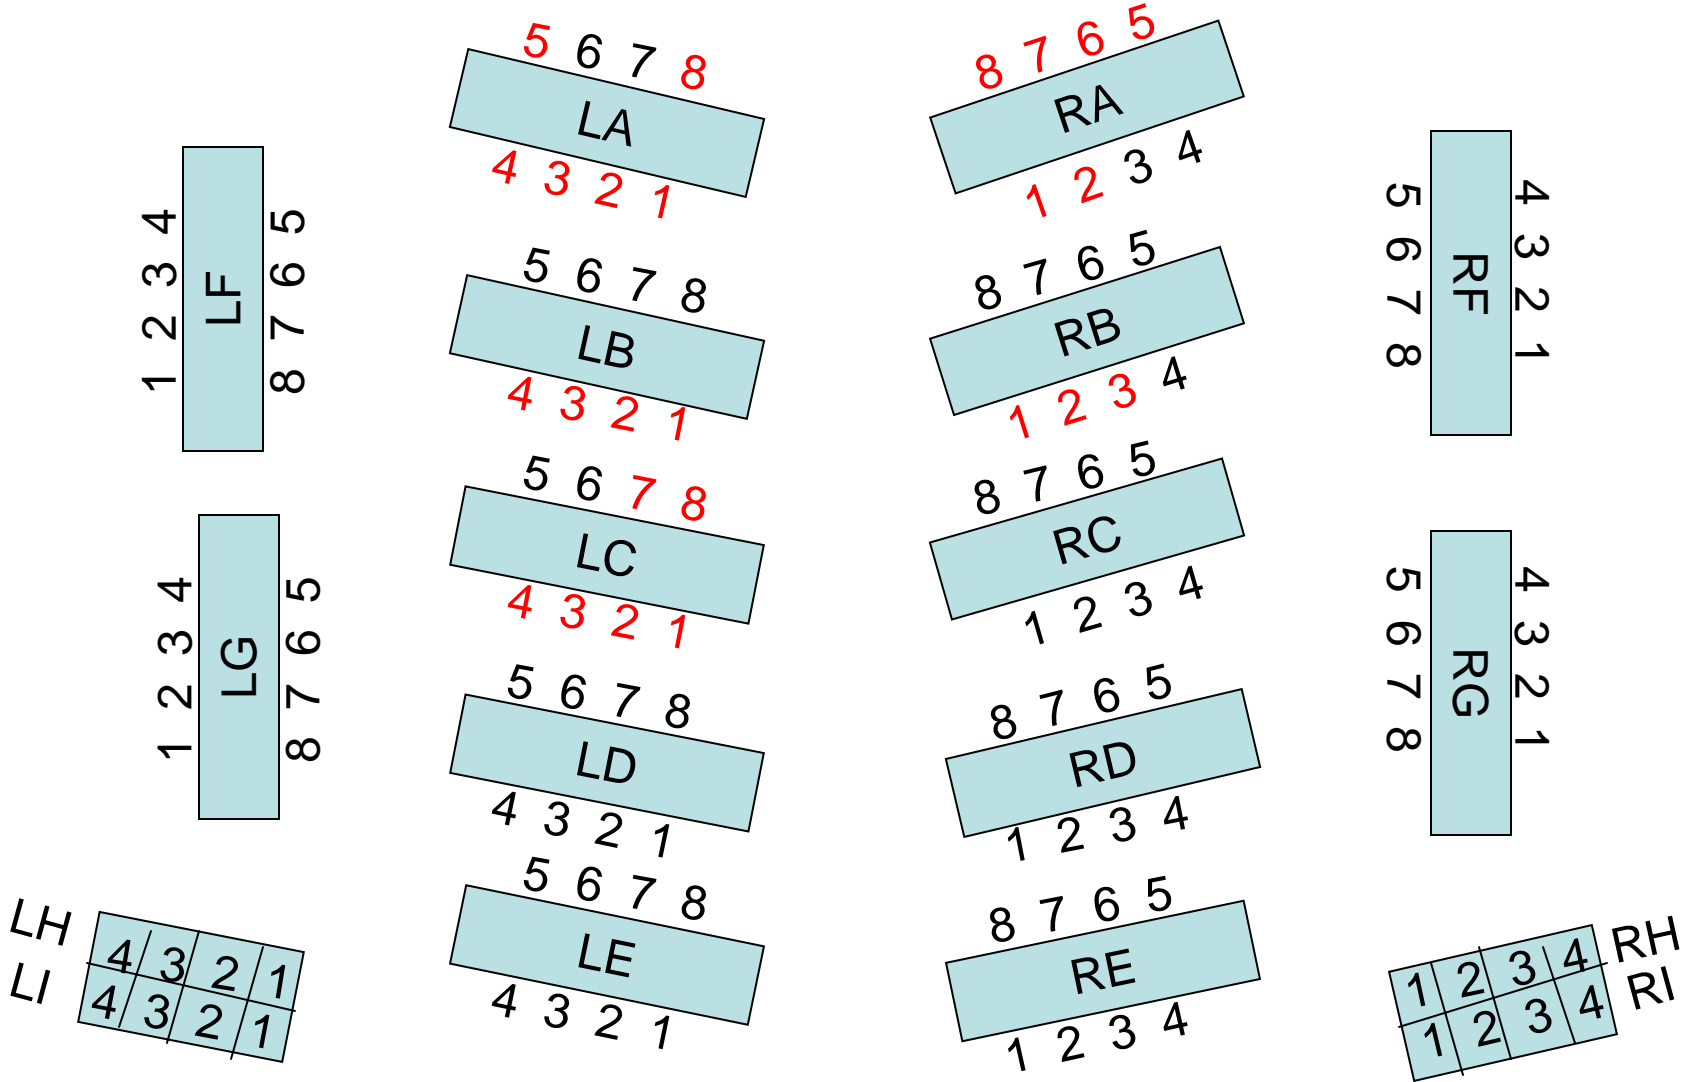 5 6 7 8
LA
4 3 2 1
8 7 6 5
RA
1 2 3 4
4 3 2 1
LF
5 6 7 8
5 6 7 8
LB
4 3 2 1
8 7 6 5
RB
1 2 3 4
5 6 7 8
RF
4 3 2 1
5 6 7 8
LC
4 3 2 1
8 7 6 5
RC
1 2 3 4
4 3 2 1
LG
5 6 7 8
5 6 7 8
LD
4 3 2 1
8 7 6 5
RD
1 2 3 4
5 6 7 8
RG
4 3 2 1
5 6 7 8
LE
4 3 2 1
8 7 6 5
RE
1 2 3 4
LH 4 3 2 1
LI 4 3 2 1
1 2 3 4 RH
1 2 3 4 RI